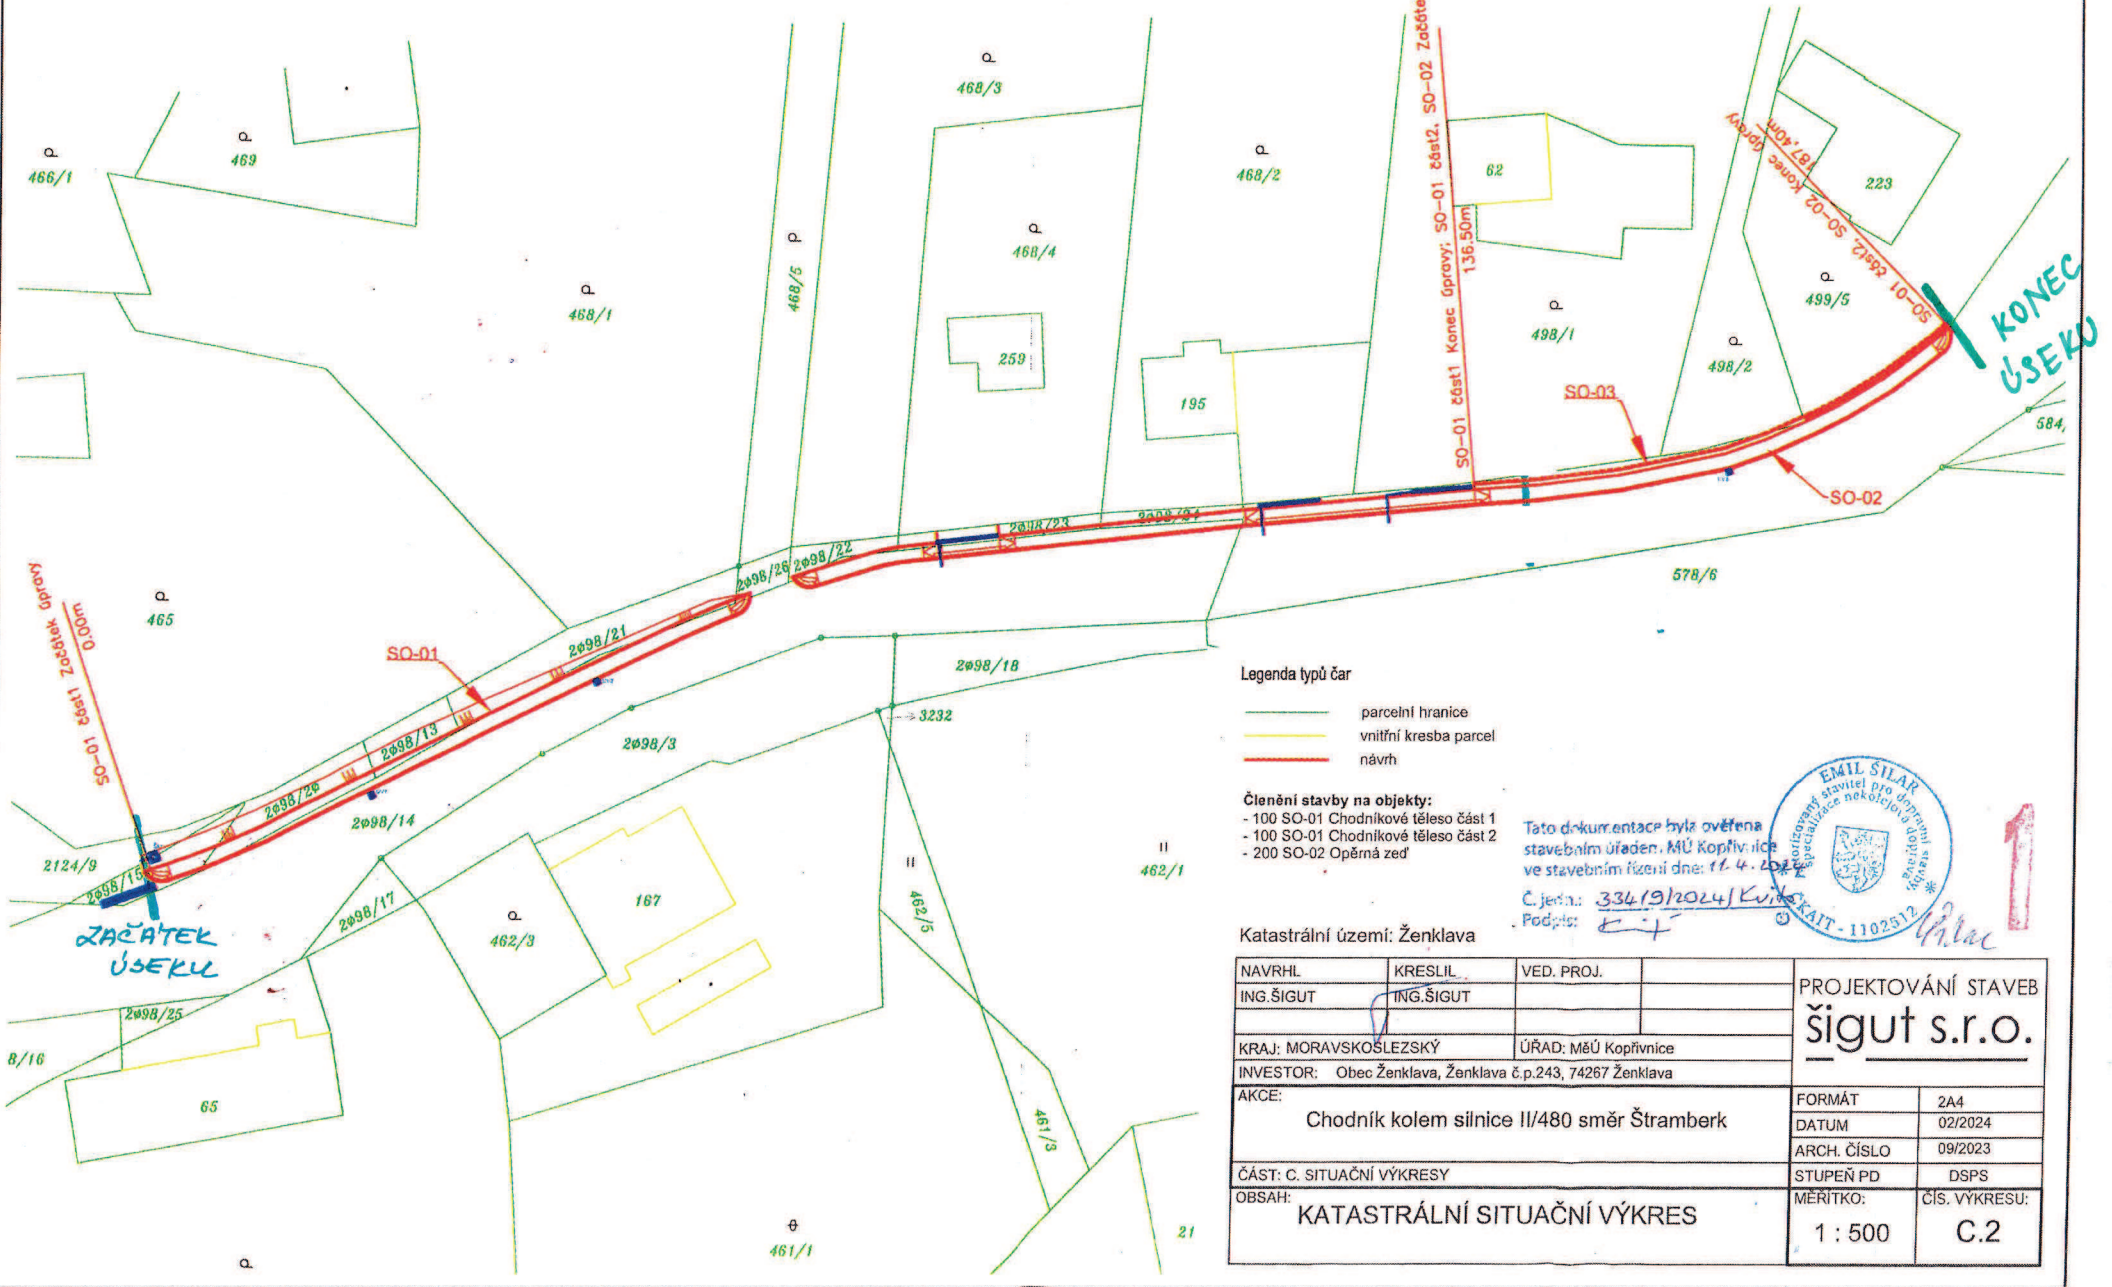 466/1
469
468/3
468/2
468/1
468/5
468/4
259
195
62
223
498/1
498/2
499/5
SO-01 část1 Konec úpravy; SO-01 část2, SO-02 Začáte
136.50m
SO-01 část2, SO-02 Konec úpravy
187,40m
KONEC
ÚSEKU
SO-03
SO-02
584,
578/6
465
SO-01 část1 Začátek úpravy
0.00m
SO-01
2098/26
2098/22
2098/23
2098/24
2098/21
2098/13
2098/20
2098/14
2098/15
2124/9
2098/18
3232
2098/3
2098/17
ZAČÁTEK
ÚSEKU
167
462/3
462/5
462/1
2098/25
8/16
65
461/3
461/1
21
Legenda typů čar
parcelní hranice
vnitřní kresba parcel
návrh
Členění stavby na objekty:
- 100 SO-01 Chodníkové těleso část 1
- 100 SO-01 Chodníkové těleso část 2
- 200 SO-02 Opěrná zeď
Tato dokumentace byla ověřena
stavebním úřadem, MÚ Kopřivnice
ve stavebním řízení dne: 11.4.2024
Č. jedn.:
Podpis:
EMIL ŠILAR
Autorizovaný stavitel pro dopravní stavby,
specializace nekolejová doprava
ČKAIT - 1102512
1
Katastrální území: Ženklava
NAVRHL KRESLIL VED. PROJ.
ING.ŠIGUT ING.ŠIGUT
KRAJ: MORAVSKOSLEZSKÝ ÚŘAD: MěÚ Kopřivnice
INVESTOR: Obec Ženklava, Ženklava č.p.243, 74267 Ženklava
AKCE:
Chodník kolem silnice II/480 směr Štramberk
ČÁST: C. SITUAČNÍ VÝKRESY
OBSAH:
KATASTRÁLNÍ SITUAČNÍ VÝKRES
PROJEKTOVÁNÍ STAVEB
šigut s.r.o.
FORMÁT 2A4
DATUM 02/2024
ARCH. ČÍSLO 09/2023
STUPEŇ PD DSPS
MĚŘÍTKO: ČÍS. VÝKRESU:
1 : 500 C.2